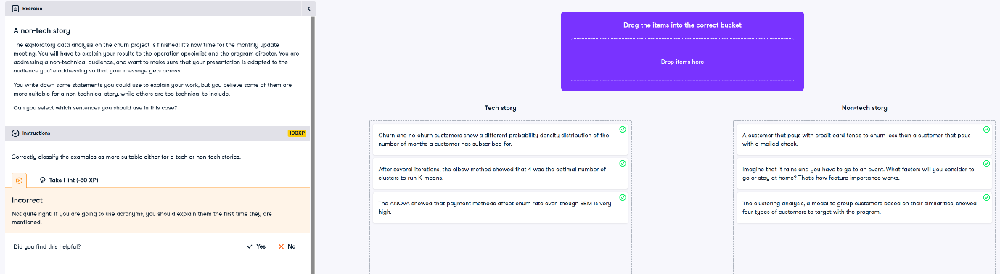 Exercise
A non-tech story
The exploratory data analysis on the churn project is finished! It's now time for the monthly update
meeting. You will have to explain your results to the operation specialist and the program director. You are
addressing a non-technical audience, and want to make sure that your presentation is adapted to the
audience you're addressing so that your message gets across.
You write down some statements you could use to explain your work, but you believe some of them are
more suitable for a non-technical story, while others are too technical to include.
Can you select which sentences you should use in this case?
Instructions
100XP
Correctly classify the examples as more suitable either for a tech or non-tech stories.
Take Hint (-30 XP)
Incorrect
Not quite right! If you are going to use acronyms, you should explain them the first time they are
mentioned.
Did you find this helpful?
Yes
No
Drag the items into the correct bucket
Drop items here
Tech story
Churn and no-churn customers show a different probability density distribution of the
number of months a customer has subscribed for.
After several iterations, the elbow method showed that 4 was the optimal number of
clusters to run K-means.
The ANOVA showed that payment methods affect churn rate even though SEM is very
high.
Non-tech story
A customer that pays with credit card tends to churn less than a customer that pays
with a mailed check.
Imagine that it rains and you have to go to an event. What factors will you consider to
go or stay at home? That's how feature importance works.
The clustering analysis, a model to group customers based on their similarities, showed
four types of customers to target with the program.